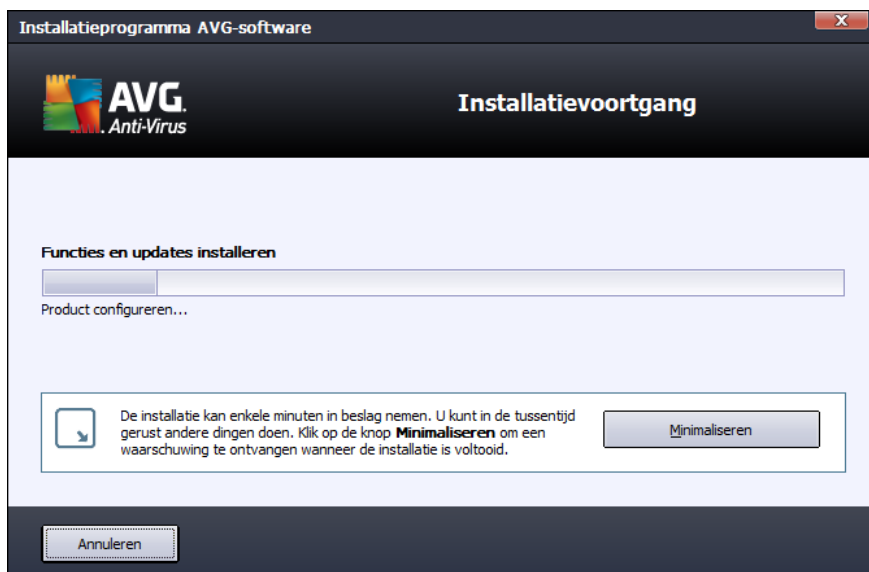 Installatieprogramma AVG-software
X
AVG.
Anti-Virus
Installatievoortgang
Functies en updates installeren
Product configureren...
De installatie kan enkele minuten in beslag nemen. U kunt in de tussentijd
gerust andere dingen doen. Klik op de knop Minimaliseren om een
waarschuwing te ontvangen wanneer de installatie is voltooid.
Minimaliseren
Annuleren